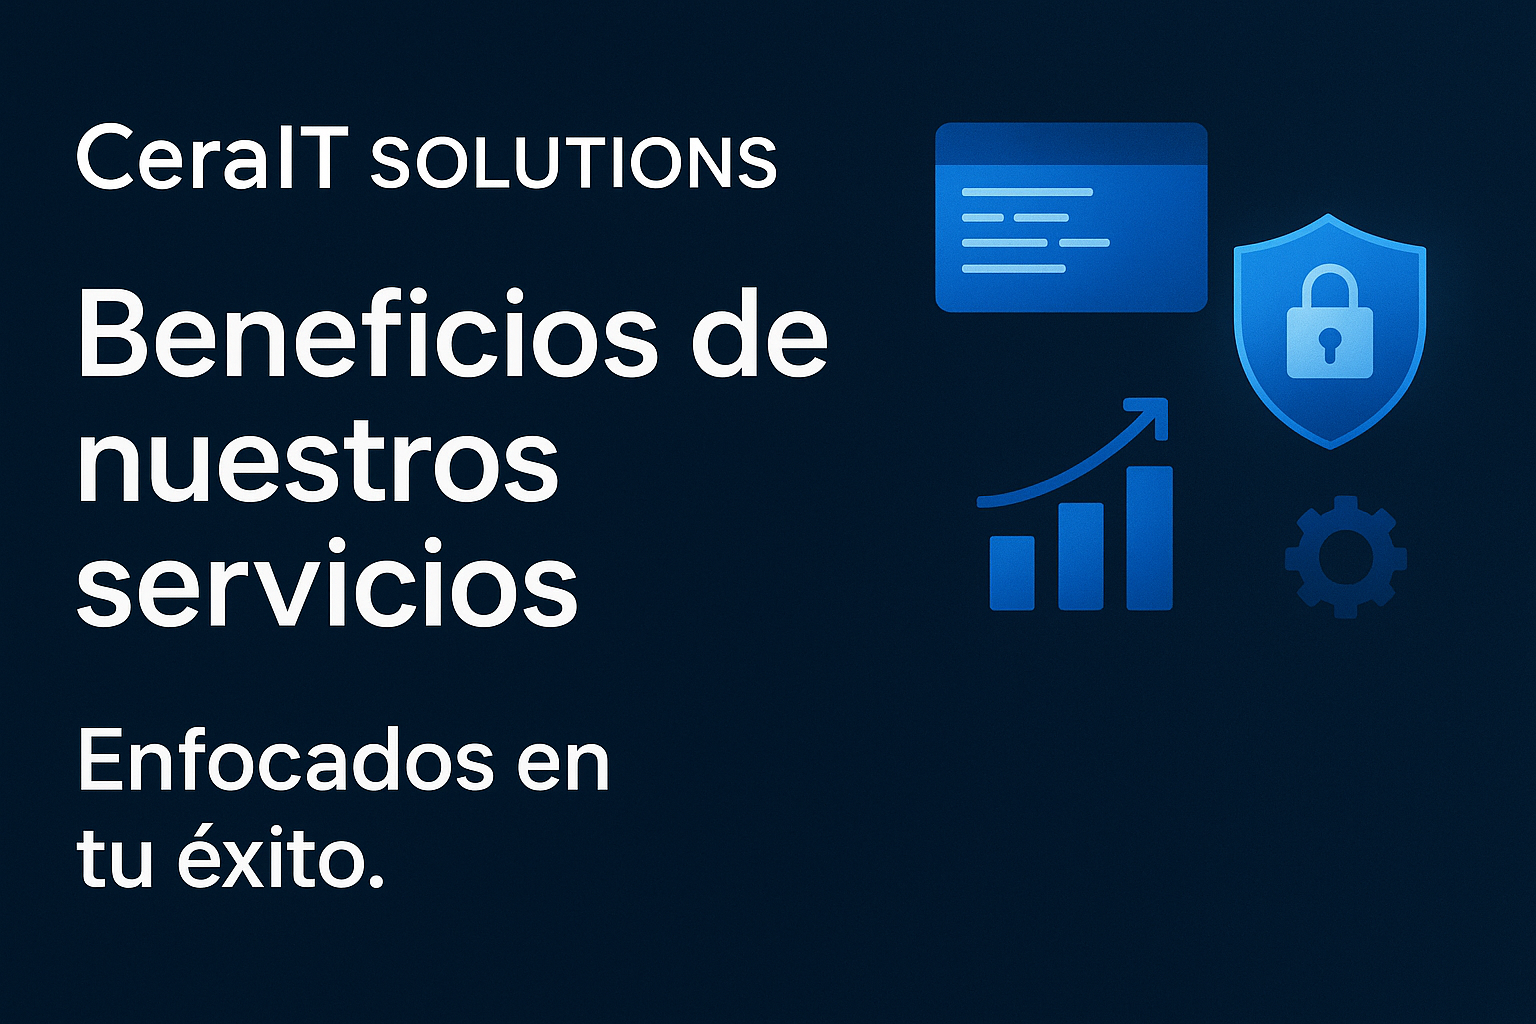 CeraIT SOLUTIONS
Beneficios de
nuestros
servicios
Enfocados en
tu éxito.